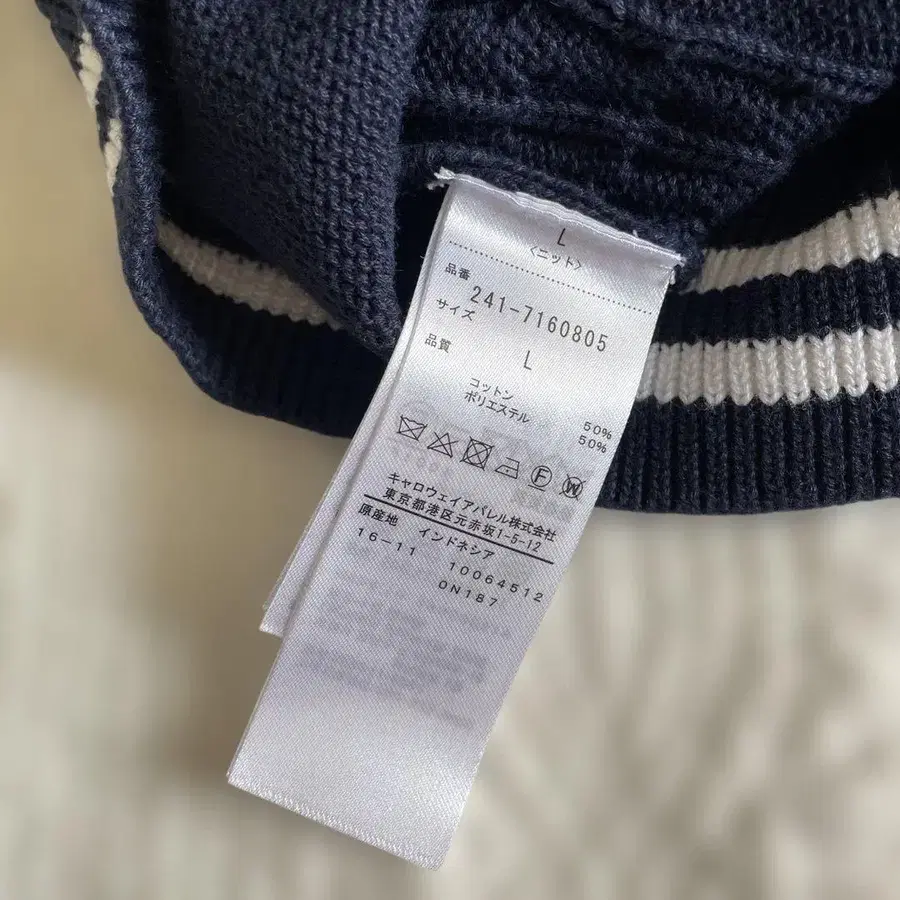 L
〈ニット〉
品番
241-7160805
サイズ
L
品質
コットン 50%
ポリエステル 50%
F
W
キャロウェイアパレル株式会社
東京都港区元赤坂1-5-12
原産地 インドネシア
16-11 10064512
0N187